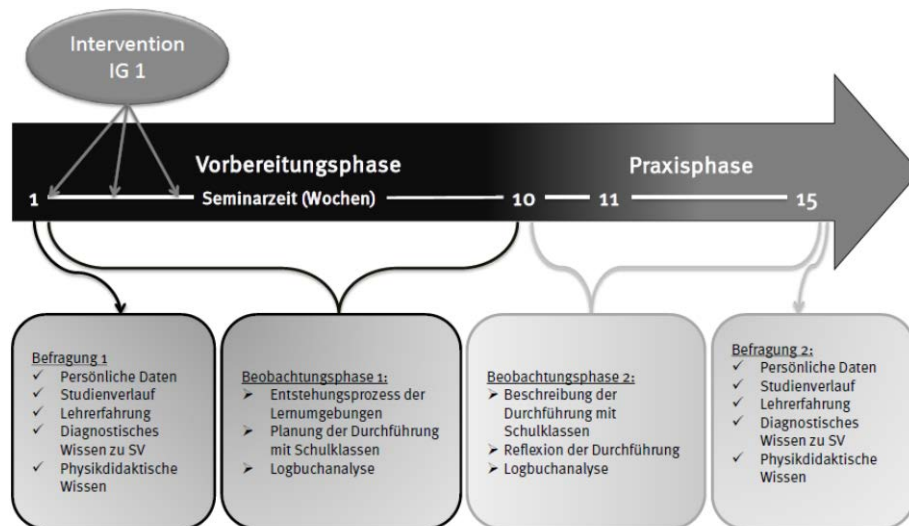 Intervention
IG 1
Vorbereitungsphase
Praxisphase
1 Seminarzeit (Wochen) 10 11 15
Befragung 1
✓ Persönliche Daten
✓ Studienverlauf
✓ Lehrerfahrung
✓ Diagnostisches
Wissen zu SV
✓ Physikdidaktische
Wissen
Beobachtungsphase 1:
➢ Entstehungsprozess der
Lernumgebungen
➢ Planung der Durchführung
mit Schulklassen
➢ Logbuchanalyse
Beobachtungsphase 2:
➢ Beschreibung der
Durchführung mit
Schulklassen
➢ Reflexion der Durchführung
➢ Logbuchanalyse
Befragung 2:
✓ Persönliche Daten
✓ Studienverlauf
✓ Lehrerfahrung
✓ Diagnostisches
Wissen zu SV
✓ Physikdidaktische
Wissen